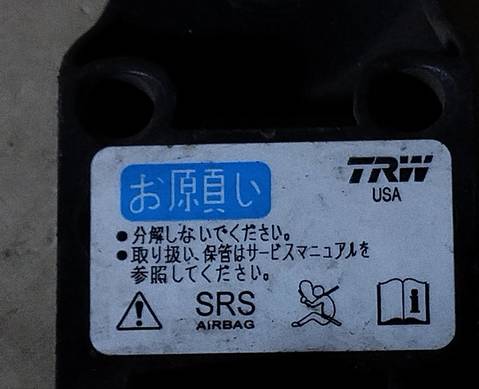 お願い
TRW
USA
●分解しないでください。
●取り扱い、保管はサービスマニュアルを
参照してください。
SRS
AIRBAG